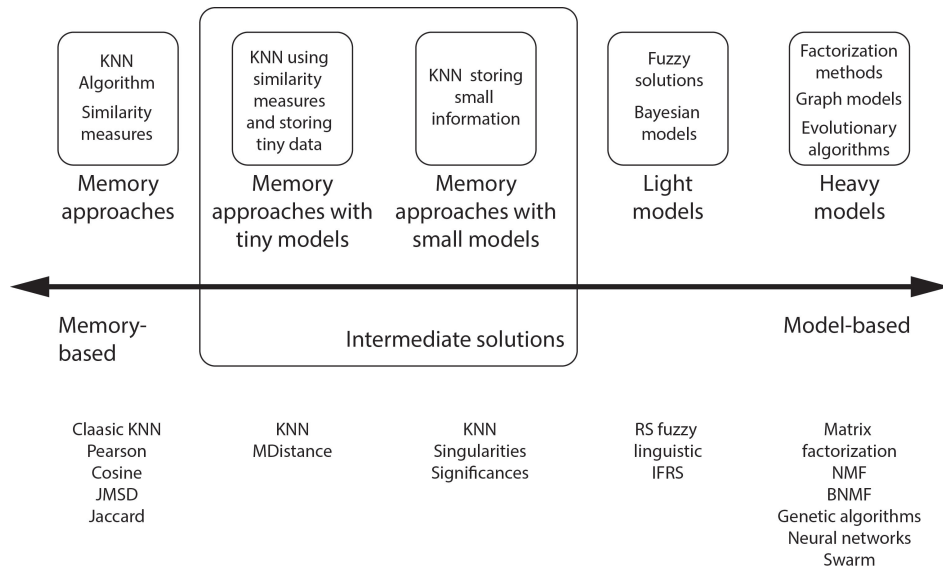 KNN
Algorithm
Similarity
measures
Memory
approaches
KNN using
similarity
measures
and storing
tiny data
Memory
approaches with
tiny models
KNN storing
small
information
Memory
approaches with
small models
Fuzzy
solutions
Bayesian
models
Light
models
Factorization
methods
Graph models
Evolutionary
algorithms
Heavy
models
Memory-
based
Intermediate solutions
Model-based
Claasic KNN
Pearson
Cosine
JMSD
Jaccard
KNN
MDistance
KNN
Singularities
Significances
RS fuzzy
linguistic
IFRS
Matrix
factorization
NMF
BNMF
Genetic algorithms
Neural networks
Swarm